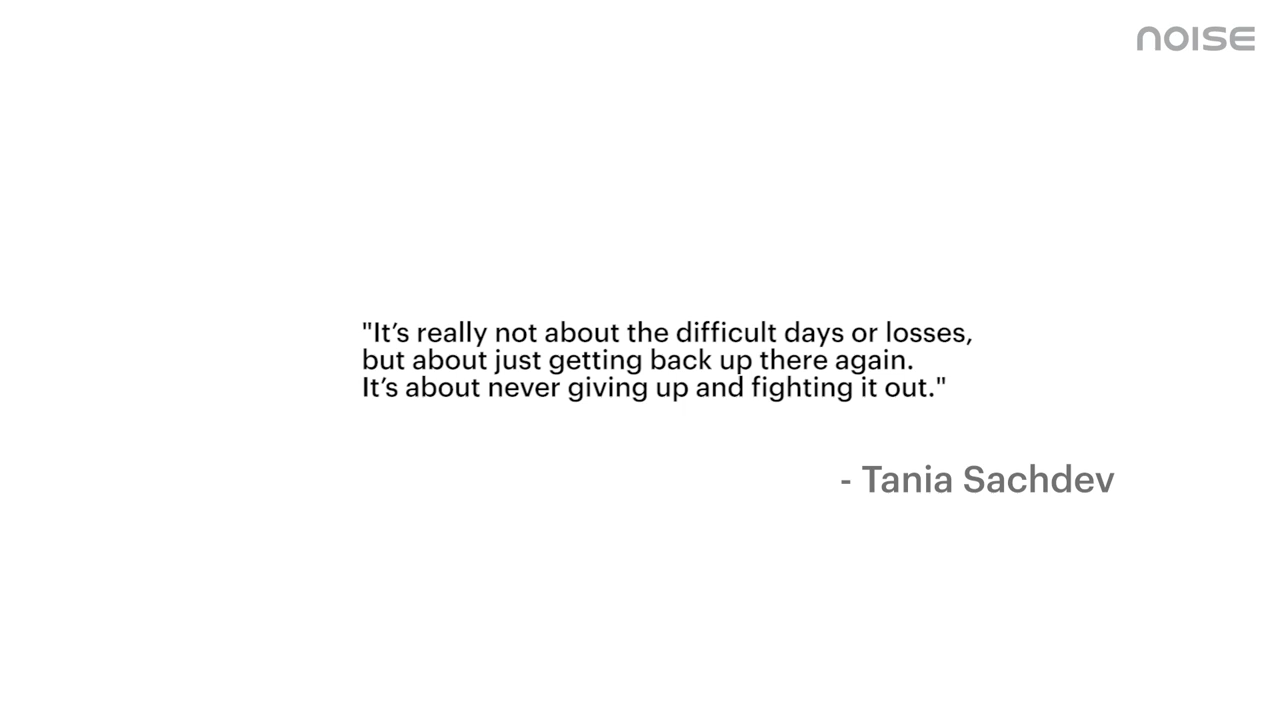 NOISE
"It’s really not about the difficult days or losses,
but about just getting back up there again.
It’s about never giving up and fighting it out."
- Tania Sachdev